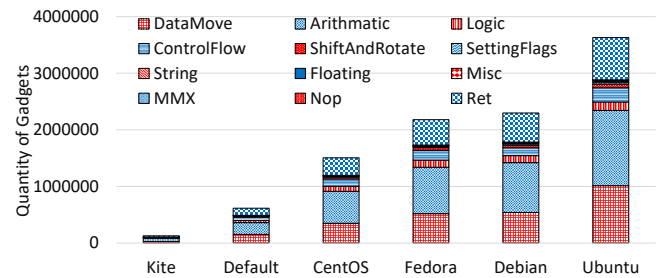 Quantity of Gadgets
4000000
3000000
2000000
1000000
0
DataMove Arithmatic Logic
ControlFlow ShiftAndRotate SettingFlags
String Floating Misc
MMX Nop Ret
Kite Default CentOS Fedora Debian Ubuntu